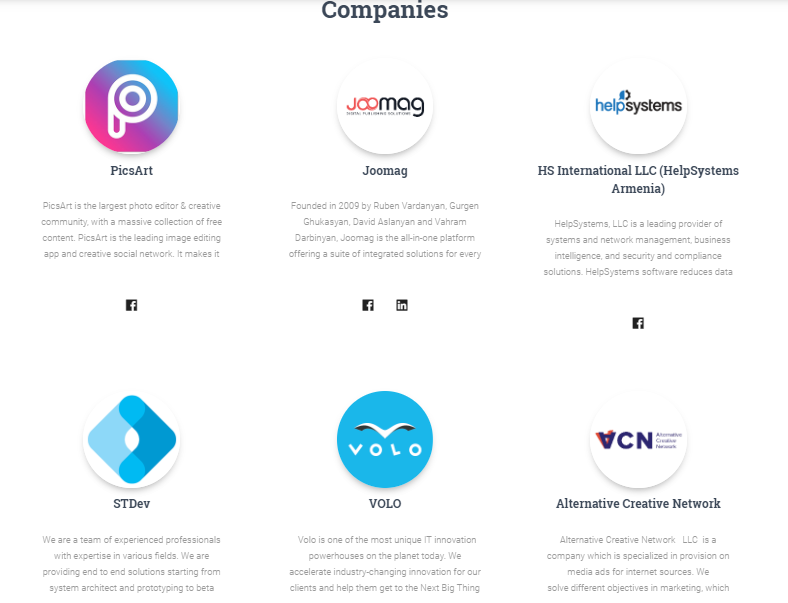 Companies
Joomag
DIGITAL PUBLISHING SOLUTIONS
helpsystems
PicsArt
Joomag
HS International LLC (HelpSystems
Armenia)
PicsArt is the largest photo editor & creative
community, with a massive collection of free
content. PicsArt is the leading image editing
app and creative social network. It makes it
Founded in 2009 by Ruben Vardanyan, Gurgen
Ghukasyan, David Aslanyan and Vahram
Darbinyan, Joomag is the all-in-one platform
offering a suite of integrated solutions for every
HelpSystems, LLC is a leading provider of
systems and network management, business
intelligence, and security and compliance
solutions. HelpSystems software reduces data
VOLO
ACN
Alternative
Creative
Network
STDev
VOLO
Alternative Creative Network
We are a team of experienced professionals
with expertise in various fields. We are
providing end to end solutions starting from
system architect and prototyping to beta
Volo is one of the most unique IT innovation
powerhouses on the planet today. We
accelerate industry-changing innovation for our
clients and help them get to the Next Big Thing
Alternative Creative Network LLC is a
company which is specialized in provision on
media ads for internet sources. We
solve different objectives in marketing, which